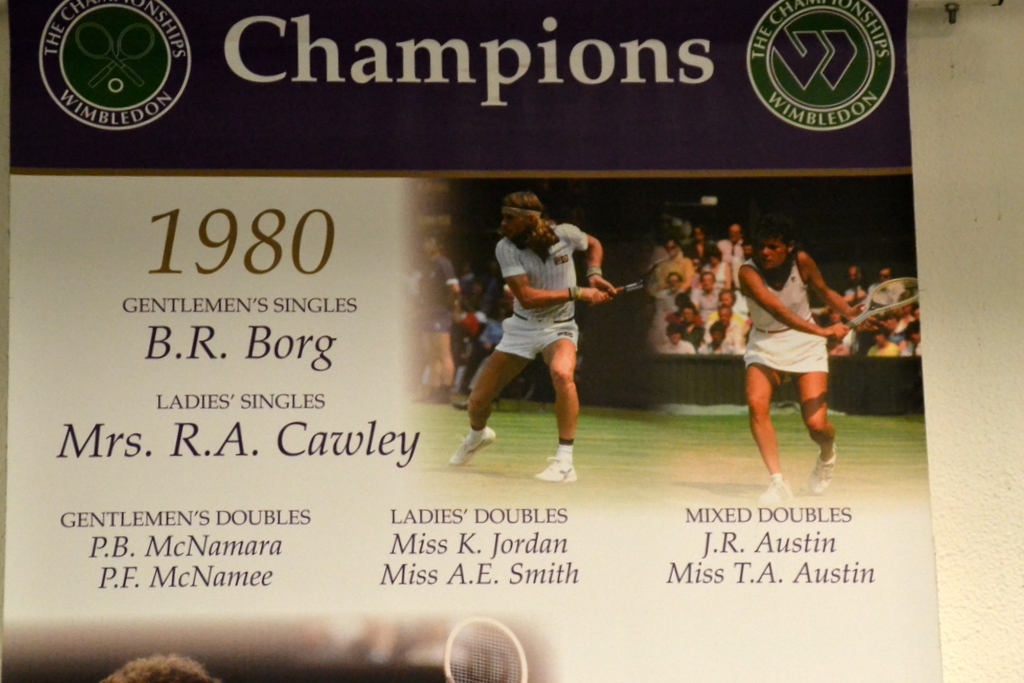 THE CHAMPIONSHIPS
WIMBLEDON
Champions
THE CHAMPIONSHIPS
WIMBLEDON
1980
GENTLEMEN'S SINGLES
B.R. Borg
LADIES' SINGLES
Mrs. R.A. Cawley
GENTLEMEN'S DOUBLES
P.B. McNamara
P.F. McNamee
LADIES' DOUBLES
Miss K. Jordan
Miss A.E. Smith
MIXED DOUBLES
J.R. Austin
Miss T.A. Austin